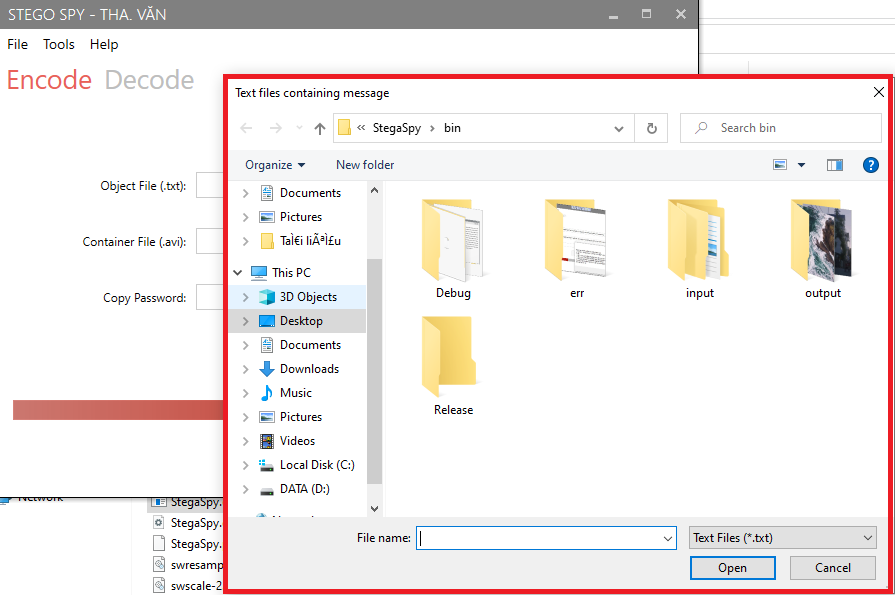 STEGO SPY - THA. VĂN
File Tools Help
Encode Decode
Object File (.txt):
Container File (.avi):
Copy Password:
Text files containing message
« StegaSpy › bin
Search bin
Organize New folder
Documents
Pictures
This PC
3D Objects
Desktop
Documents
Downloads
Music
Pictures
Videos
Local Disk (C:)
DATA (D:)
Debug err input output
Release
File name: Text Files (*.txt)
Open Cancel
StegaSpy.
StegaSpy.
StegaSpy.
swresamp
swscale-2